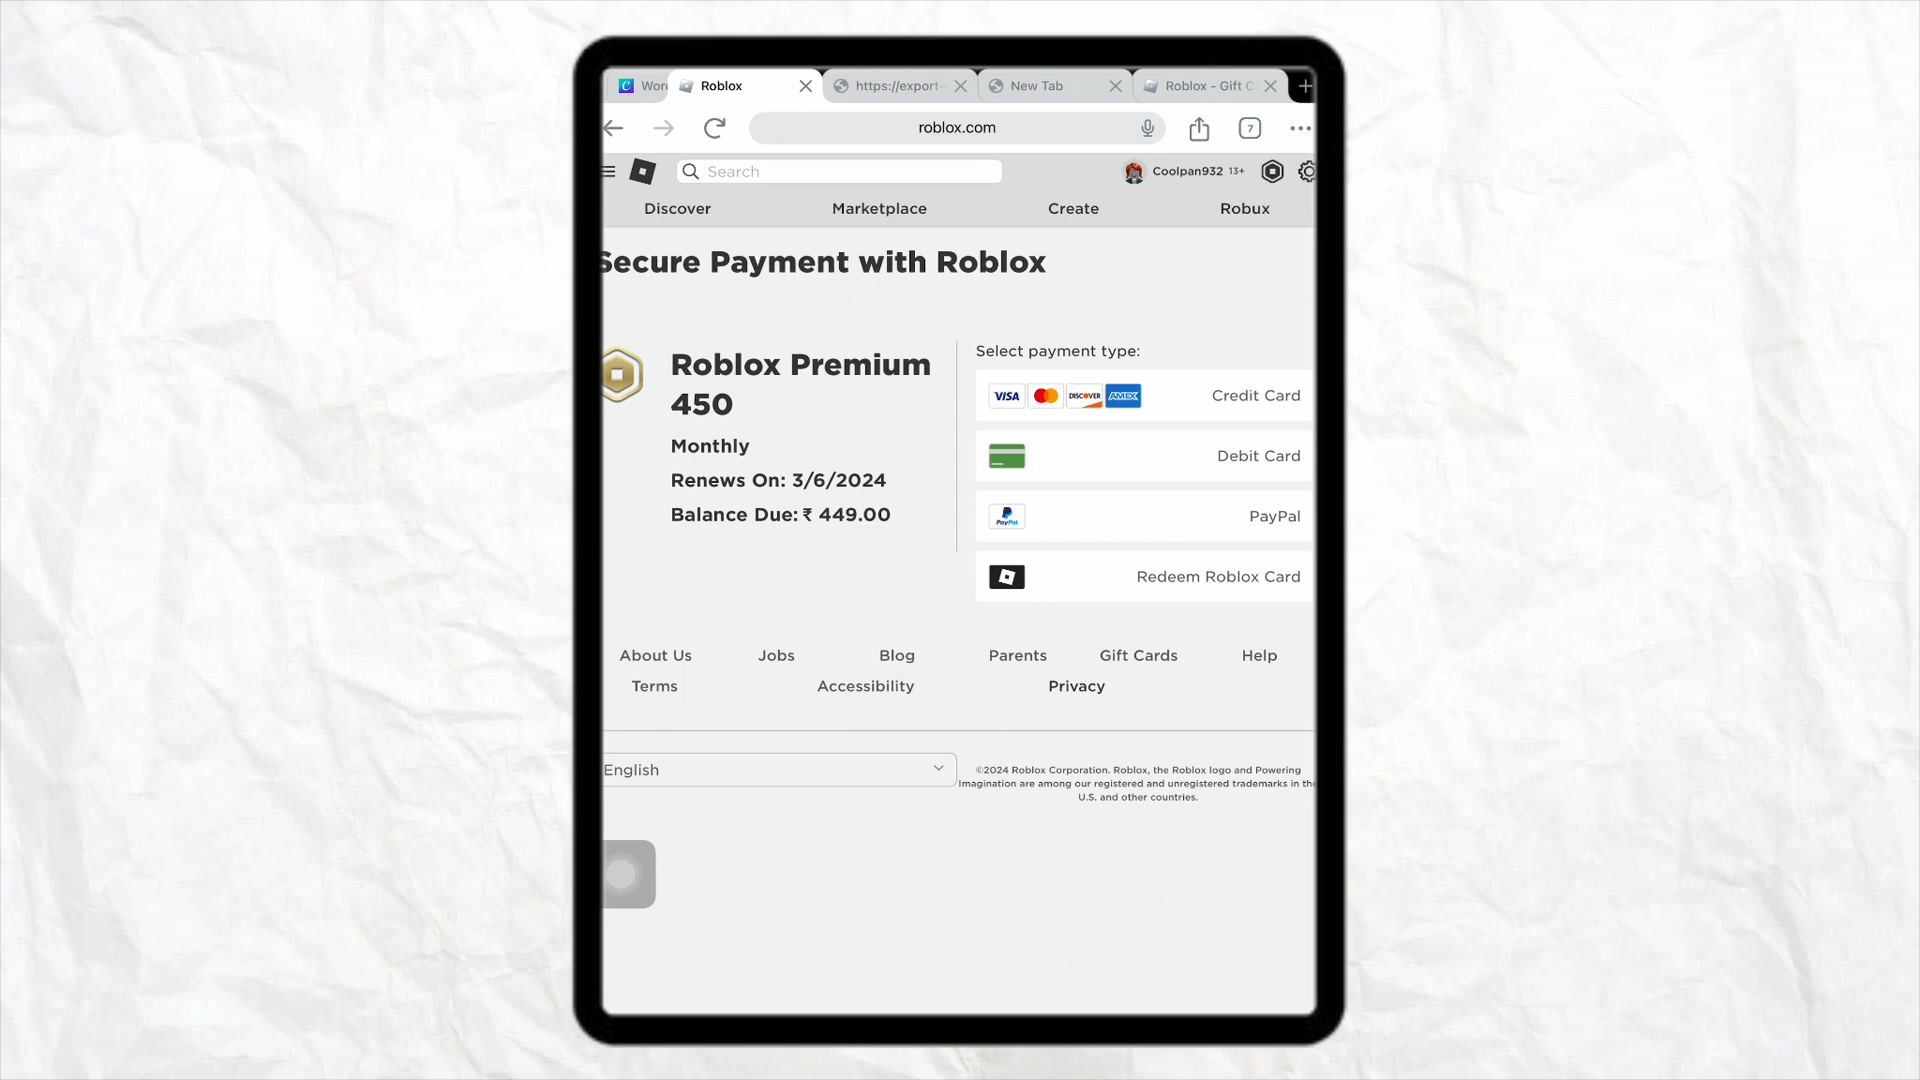 Wor
Roblox
https://export-
New Tab
Roblox - Gift C
roblox.com
7
Search
Coolpan932 13+
Discover
Marketplace
Create
Robux
Secure Payment with Roblox
Roblox Premium
450
Monthly
Renews On: 3/6/2024
Balance Due: ₹ 449.00
Select payment type:
VISA
DISCOVER
AMEX
Credit Card
Debit Card
PayPal
PayPal
Redeem Roblox Card
About Us
Jobs
Blog
Parents
Gift Cards
Help
Terms
Accessibility
Privacy
English
©2024 Roblox Corporation. Roblox, the Roblox logo and Powering
Imagination are among our registered and unregistered trademarks in the
U.S. and other countries.